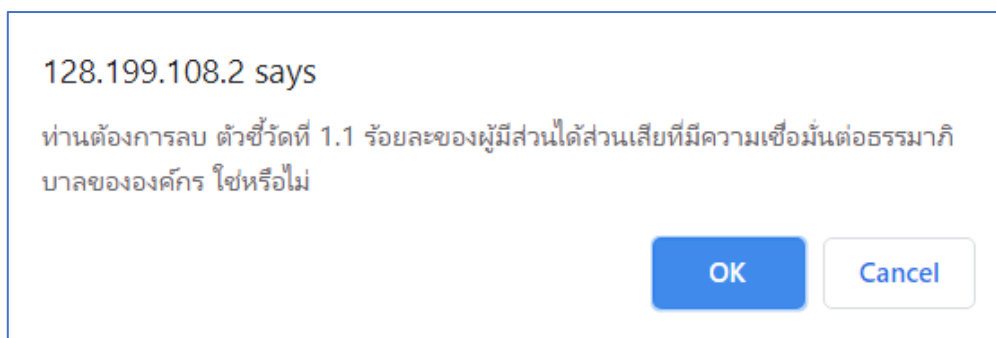 128.199.108.2 says
ท่านต้องการลบ ตัวชี้วัดที่ 1.1 ร้อยละของผู้มีส่วนได้ส่วนเสียที่มีความเชื่อมั่นต่อธรรมาภิ
บาลขององค์กร ใช่หรือไม่
OK
Cancel